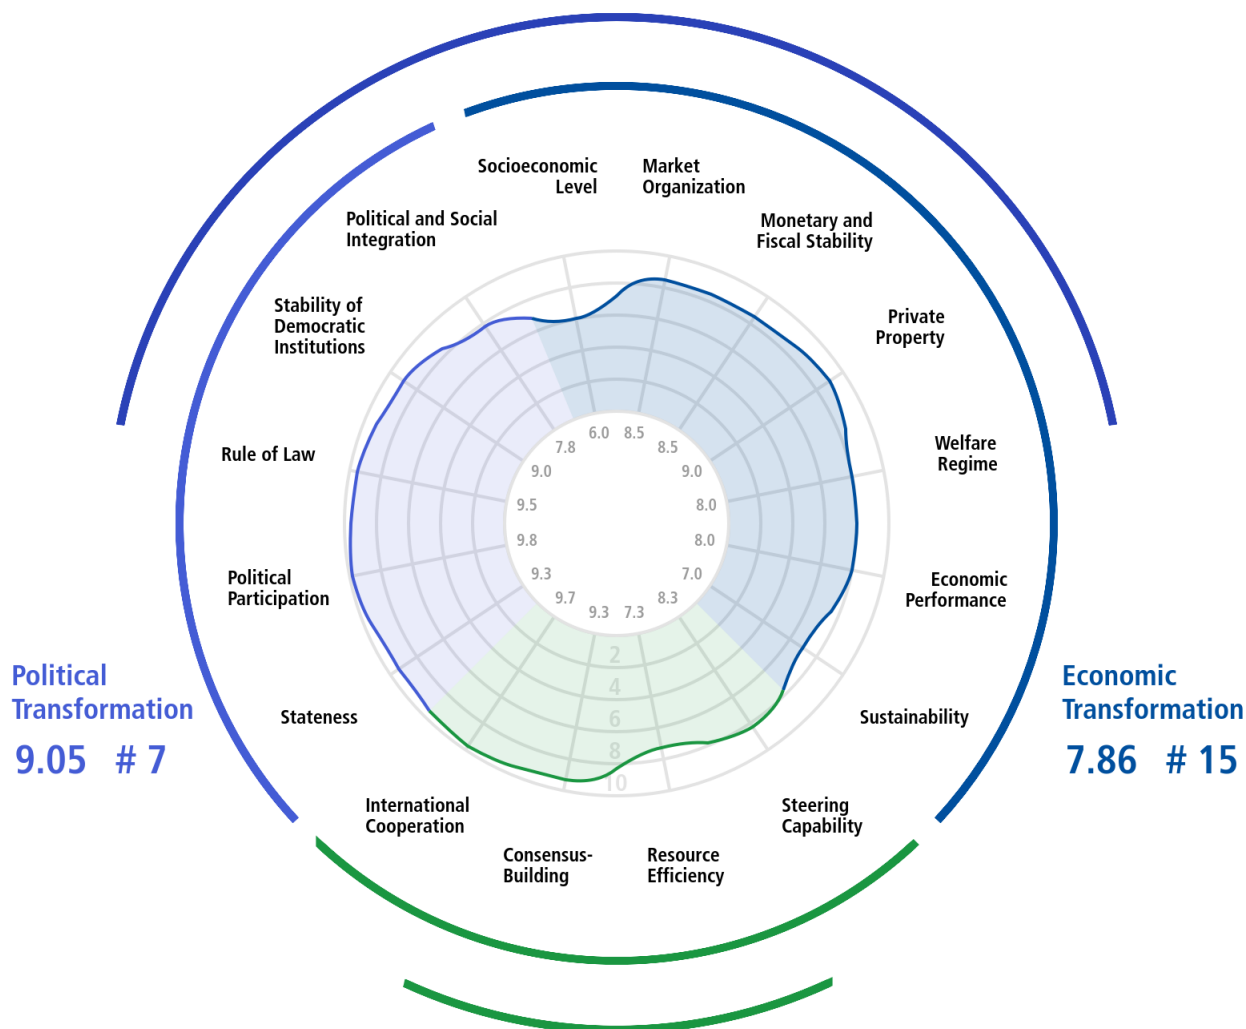 Socioeconomic
Level
Market
Organization
Political and Social
Integration
Monetary and
Fiscal Stability
Stability of
Democratic
Institutions
Private
Property
Rule of Law
Welfare
Regime
Political
Participation
Economic
Performance
Stateness
Sustainability
International
Cooperation
Consensus-
Building
Resource
Efficiency
Steering
Capability
6.0
8.5
7.8
8.5
9.0
9.0
9.5
8.0
9.8
8.0
9.3
7.0
9.7
9.3
7.3
8.3
2
4
6
8
10
Political
Transformation
9.05 # 7
Economic
Transformation
7.86 # 15